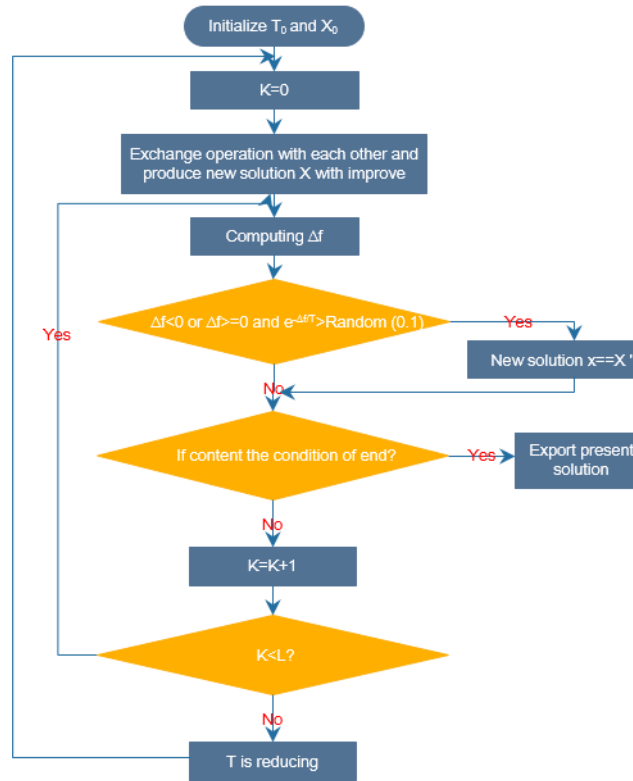 Initialize T₀ and X₀
K=0
Exchange operation with each other and
produce new solution X with improve
Computing Δf
Δf<0 or Δf>=0 and e^-Δf/T>Random (0.1)
Yes
Yes
New solution x==X '
No
If content the condition of end?
Yes
Export present
solution
No
K=K+1
K<L?
No
T is reducing